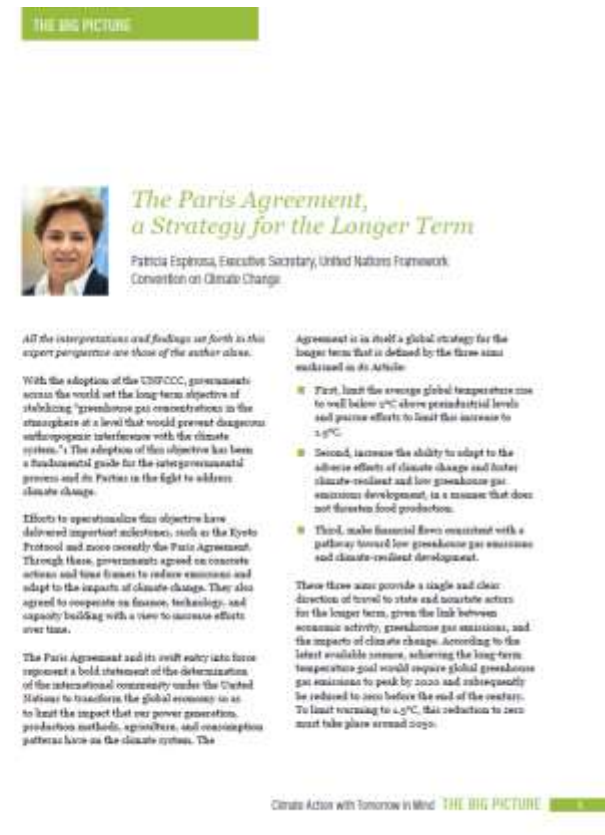 THE BIG PICTURE
The Paris Agreement,
a Strategy for the Longer Term
Patricia Espinosa, Executive Secretary, United Nations Framework
Convention on Climate Change
All the interpretations and findings set forth in this
expert perspective are those of the author alone.
With the adoption of the UNFCCC, governments
across the world set the long-term objective of
stabilizing "greenhouse gas concentrations in the
atmosphere at a level that would prevent dangerous
anthropogenic interference with the climate
system."1 The adoption of this objective has been
a fundamental guide for the intergovernmental
process and its Parties in the fight to address
climate change.
Efforts to operationalize this objective have
delivered important milestones, such as the Kyoto
Protocol and more recently the Paris Agreement.
Through these, governments agreed on concrete
actions and time frames to reduce emissions and
adapt to the impacts of climate change. They also
agreed to cooperate on finance, technology, and
capacity building with a view to increase efforts
over time.
The Paris Agreement and its swift entry into force
represent a bold statement of the determination
of the international community under the United
Nations to transform the global economy so as
to limit the impact that our power generation,
production methods, agriculture, and consumption
patterns have on the climate system. The
Agreement is in itself a global strategy for the
longer term that is defined by the three aims
enshrined in its Article:
First, limit the average global temperature rise
to well below 2°C above preindustrial levels
and pursue efforts to limit this increase to
1.5°C.
Second, increase the ability to adapt to the
adverse effects of climate change and foster
climate-resilient and low greenhouse gas
emissions development, in a manner that does
not threaten food production.
Third, make financial flows consistent with a
pathway toward low greenhouse gas emissions
and climate-resilient development.
These three aims provide a single and clear
direction of travel to state and nonstate actors
for the longer term, given the link between
economic activity, greenhouse gas emissions, and
the impacts of climate change. According to the
latest available science, achieving the long-term
temperature goal would require global greenhouse
gas emissions to peak by 2020 and subsequently
be reduced to zero before the end of the century.
To limit warming to 1.5°C, this reduction to zero
must take place around 2050.
Climate Action with Tomorrow in Mind THE BIG PICTURE